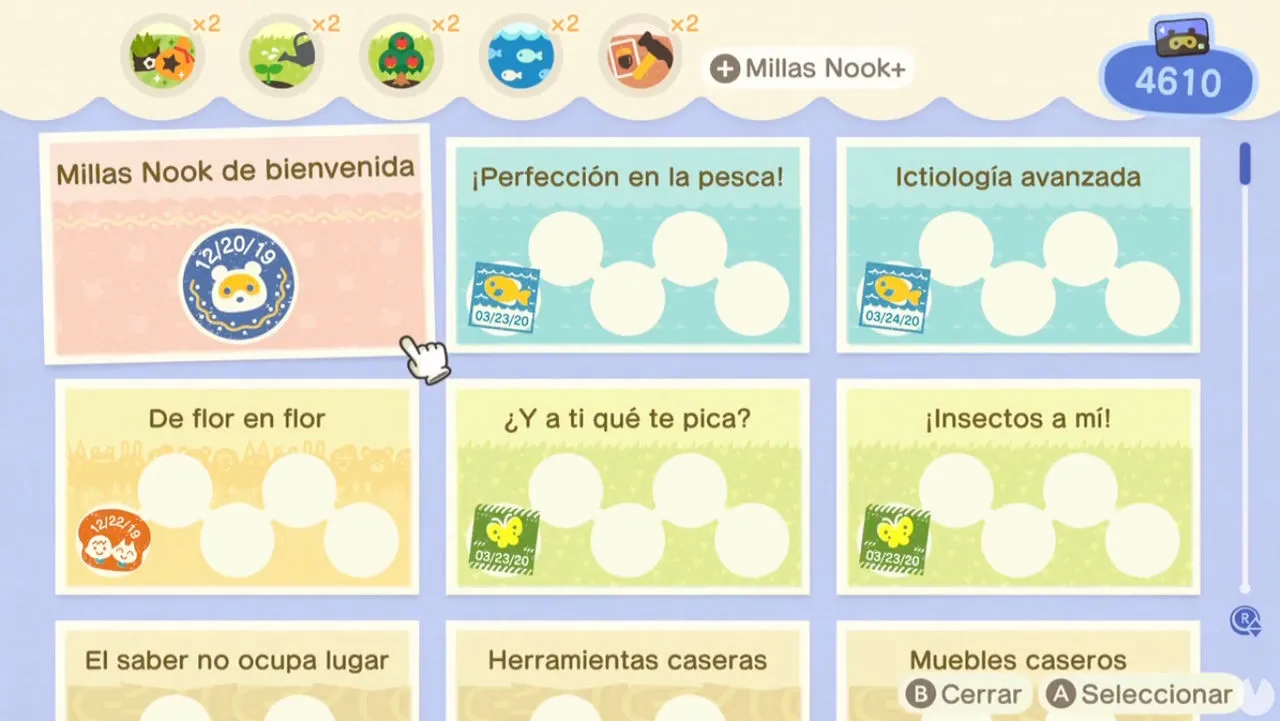 ×2 ×2 ×2 ×2 ×2
+ Millas Nook+
4610
Millas Nook de bienvenida
12/20/19
¡Perfección en la pesca!
03/23/20
Ictiología avanzada
03/24/20
De flor en flor
12/22/19
¿Y a ti qué te pica?
03/23/20
¡Insectos a mí!
03/23/20
R
El saber no ocupa lugar
Herramientas caseras
Muebles caseros
B Cerrar
A Seleccionar